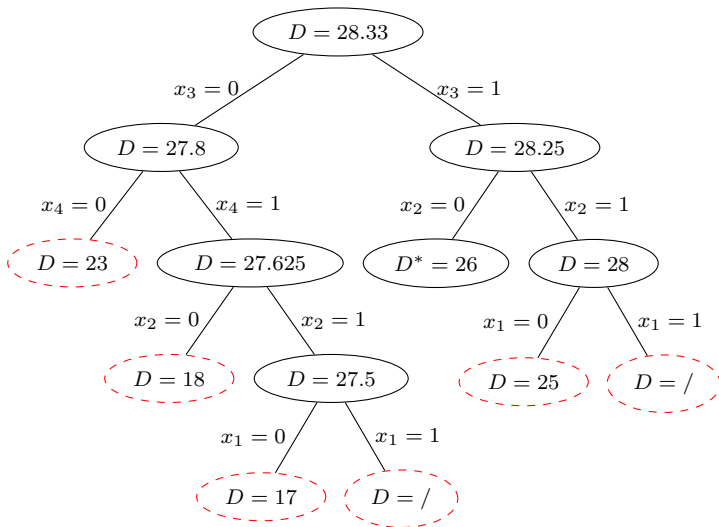 D = 28.33
x₃ = 0
x₃ = 1
D = 27.8
D = 28.25
x₄ = 0
x₄ = 1
x₂ = 0
x₂ = 1
D = 23
D = 27.625
D* = 26
D = 28
x₂ = 0
x₂ = 1
x₁ = 0
x₁ = 1
D = 18
D = 27.5
D = 25
D = /
x₁ = 0
x₁ = 1
D = 17
D = /